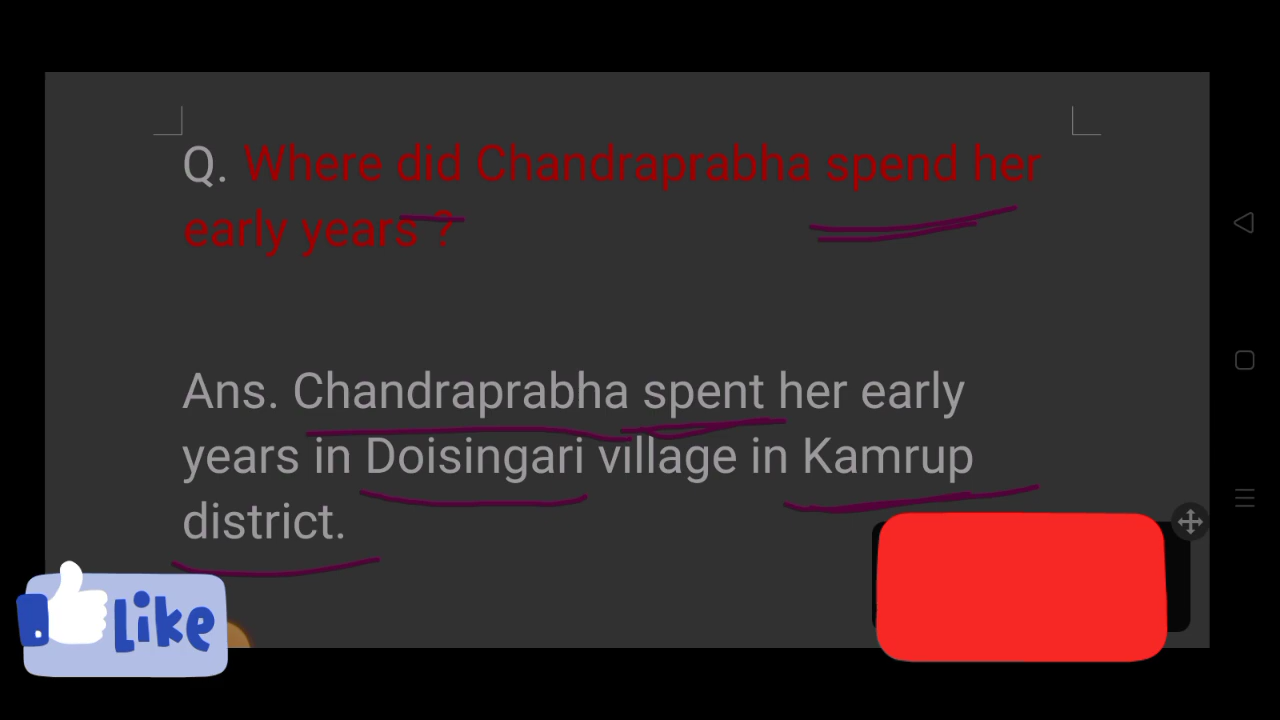 Q. Where did Chandraprabha spend her
early years ?
Ans. Chandraprabha spent her early
years in Doisingari village in Kamrup
district.
Like